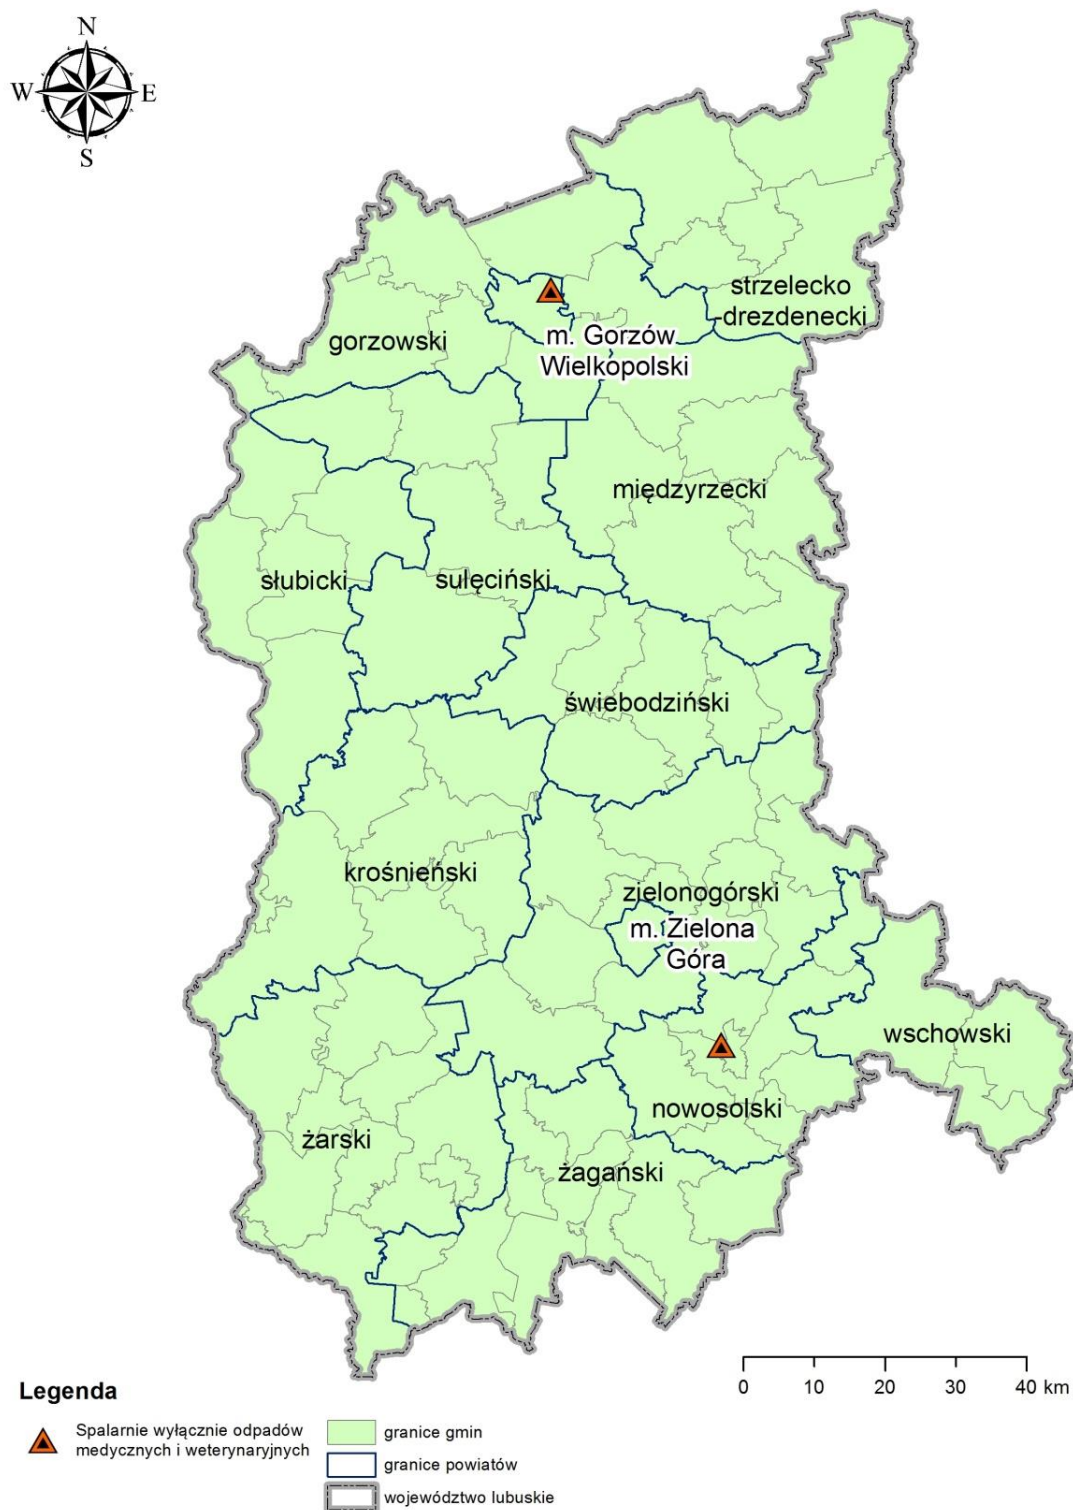 N
W E
S
strzelecko
-drezdenecki
gorzowski
m. Gorzów
Wielkopolski
międzyrzecki
słubicki
sulęciński
świebodziński
krośnieński
zielonogórski
m. Zielona
Góra
wschowski
nowosolski
żarski
żagański
0 10 20 30 40 km
Legenda
Spalarnie wyłącznie odpadów
medycznych i weterynaryjnych
granice gmin
granice powiatów
województwo lubuskie